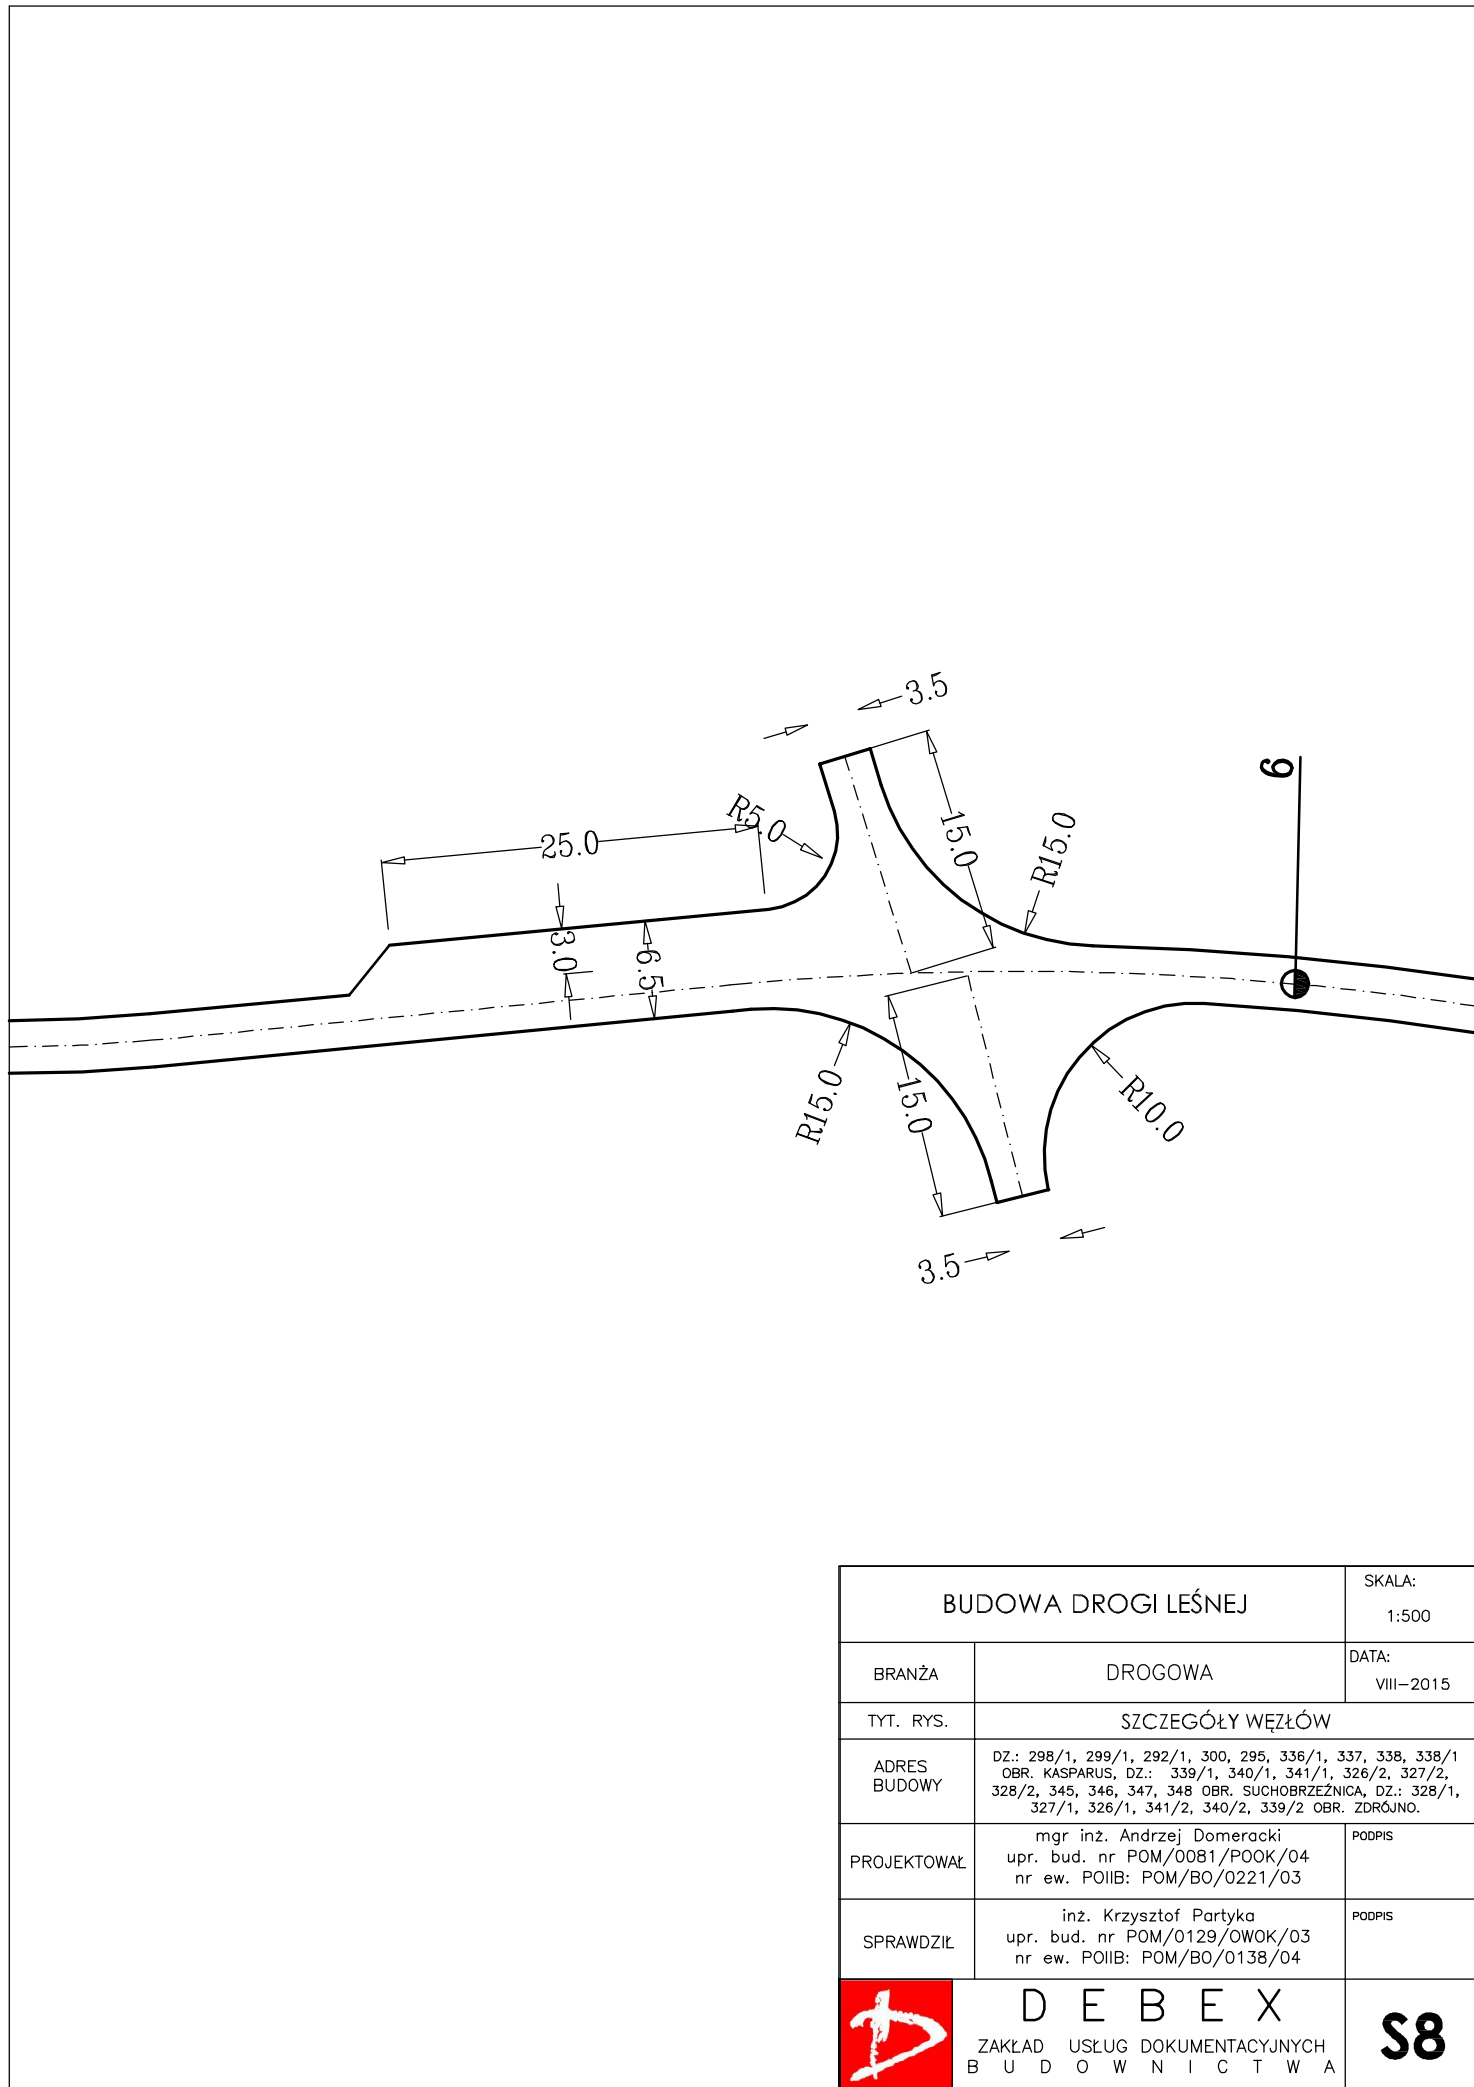 3.5
6
R5.0
15.0
R15.0
25.0
3.0
6.5
R15.0
15.0
R10.0
3.5
BUDOWA DROGI LEŚNEJ
SKALA:
1:500
BRANŻA
DROGOWA
DATA:
VIII-2015
TYT. RYS.
SZCZEGÓŁY WĘZŁÓW
ADRES
BUDOWY
DZ.: 298/1, 299/1, 292/1, 300, 295, 336/1, 337, 338, 338/1
OBR. KASPARUS, DZ.: 339/1, 340/1, 341/1, 326/2, 327/2,
328/2, 345, 346, 347, 348 OBR. SUCHOBRZEŹNICA, DZ.: 328/1,
327/1, 326/1, 341/2, 340/2, 339/2 OBR. ZDRÓJNO.
PROJEKTOWAŁ
mgr inż. Andrzej Domeracki
upr. bud. nr POM/0081/POOK/04
nr ew. POIIB: POM/BO/0221/03
PODPIS
SPRAWDZIŁ
inż. Krzysztof Partyka
upr. bud. nr POM/0129/OWOK/03
nr ew. POIIB: POM/BO/0138/04
PODPIS
D E B E X
ZAKŁAD USŁUG DOKUMENTACYJNYCH
B U D O W N I C T W A
S8